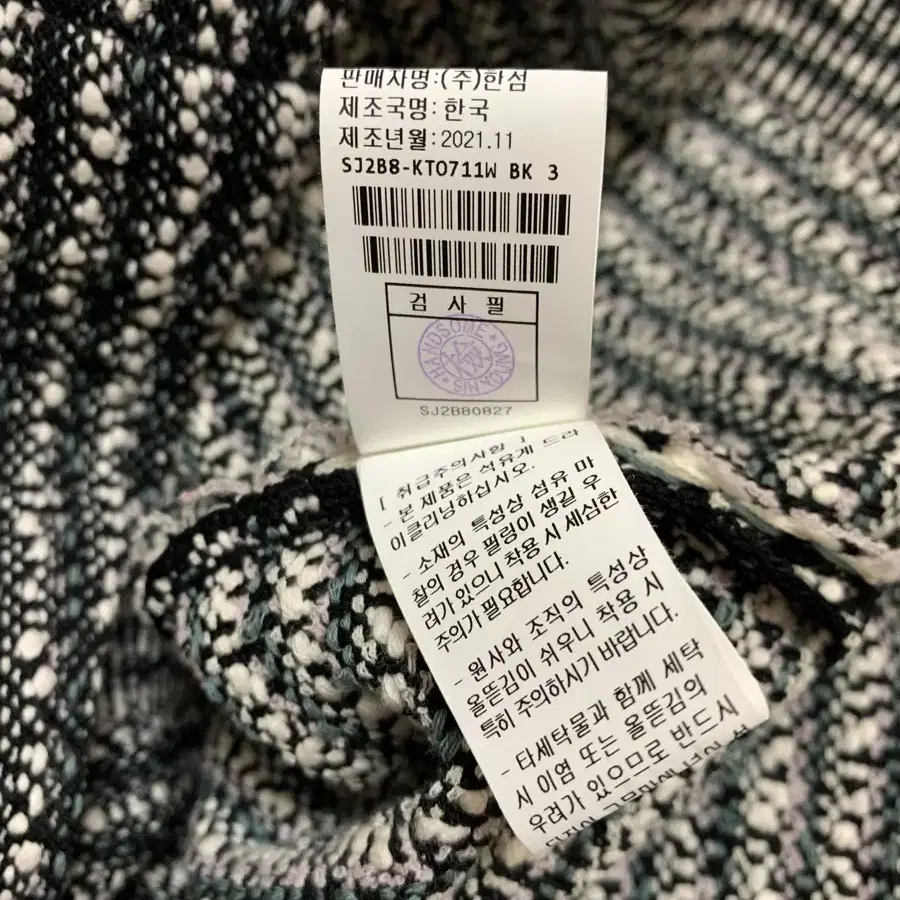 판매자명:(주)한섬
제조국명: 한국
제조년월: 2021.11
SJ2B8-KTO711W BK 3
검 사 필
HANDSOME
SJ2B80827
[ 취급주의사항 ]
- 본 제품은 석유계 드라
이클리닝하십시오.
- 소재의 특성상 섬유 마
찰의 경우 필링이 생길 우
려가 있으니 착용 시 세심한
주의가 필요합니다.
- 원사와 조직의 특성상
올뜯김이 쉬우니 착용 시
특히 주의하시기 바랍니다.
- 타세탁물과 함께 세탁
시 이염 또는 올뜯김의
우려가 있으므로 반드시